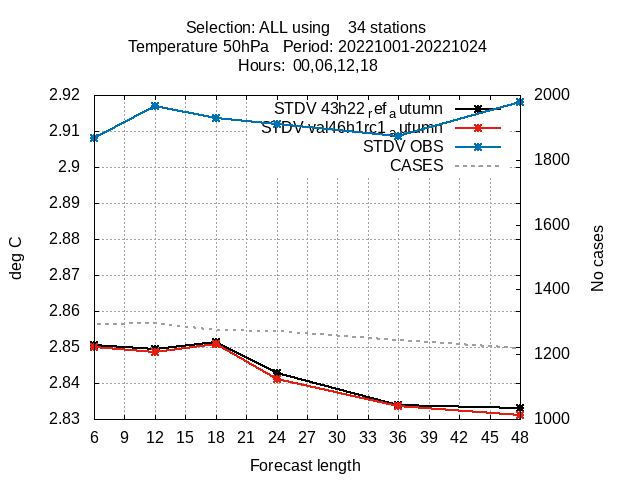 Selection: ALL using    34 stations
Temperature 50hPa   Period: 20221001-20221024
Hours:  00,06,12,18
2.92
2.91
2.9
2.89
2.88
2.87
2.86
2.85
2.84
2.83
deg C
STDV 43h22_ref_autumn
STDV val46h1rc1_autumn
STDV OBS
CASES
2000
1800
1600
1400
1200
1000
No cases
6 9 12 15 18 21 24 27 30 33 36 39 42 45 48
Forecast length